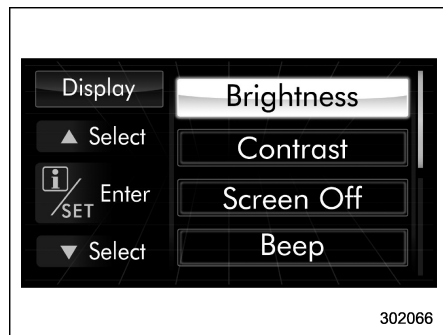 Display
▲ Select
i/SET Enter
▼ Select
Brightness
Contrast
Screen Off
Beep
302066